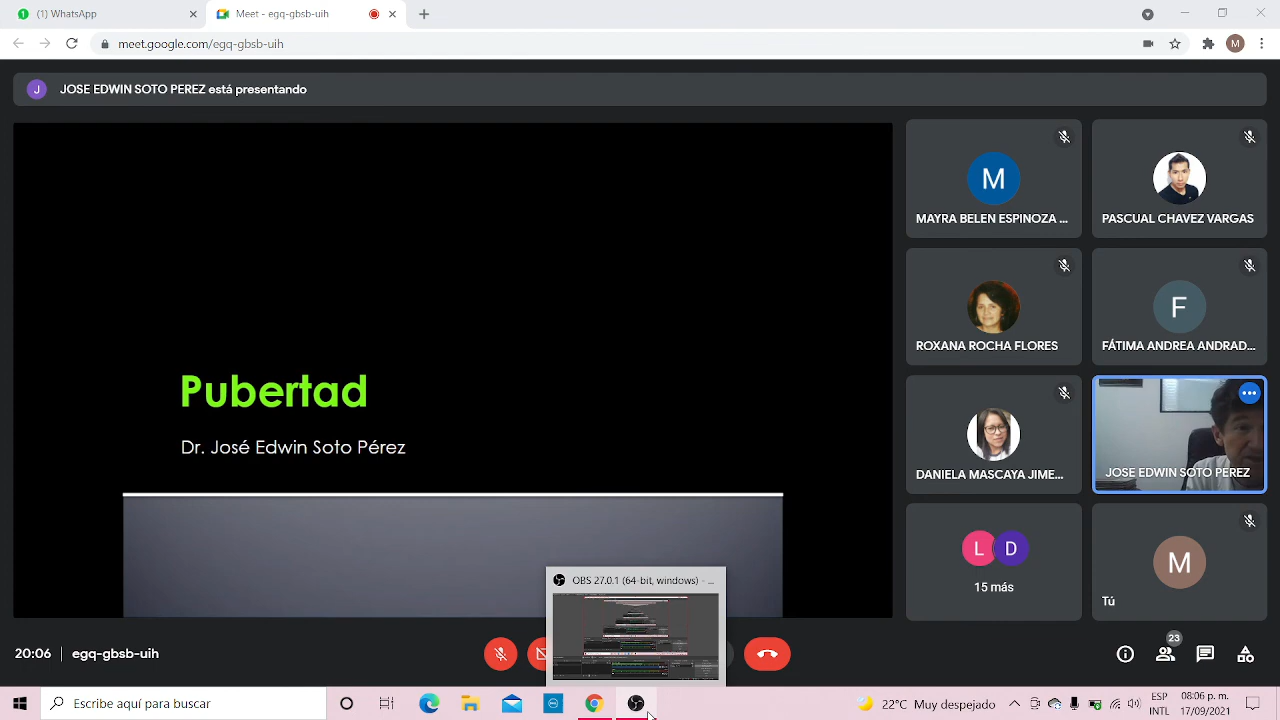 (1) WhatsApp
Meet - egq-gbsb-uih
meet.google.com/egq-gbsb-uih
M
J
JOSE EDWIN SOTO PEREZ está presentando
Pubertad
Dr. José Edwin Soto Pérez
M
MAYRA BELEN ESPINOZA ...
PASCUAL CHAVEZ VARGAS
ROXANA ROCHA FLORES
F
FÁTIMA ANDREA ANDRAD...
DANIELA MASCAYA JIME...
JOSE EDWIN SOTO PEREZ
L D
15 más
M
Tú
OBS 27.0.1 (64-bit, windows) - ...
20:06 | egq-gbsb-uih
23
Escribe aquí para buscar
22°C Muy despejado
ESP
INTL
08:06 p. m.
17/09/2021